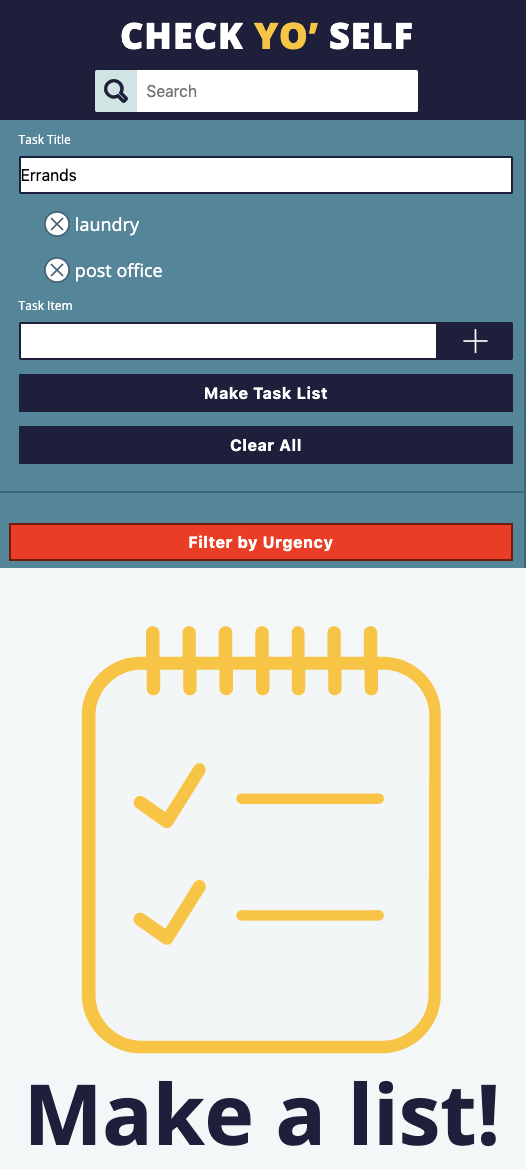 CHECK YO’ SELF
Search
Task Title
Errands
laundry
post office
Task Item
Make Task List
Clear All
Filter by Urgency
Make a list!